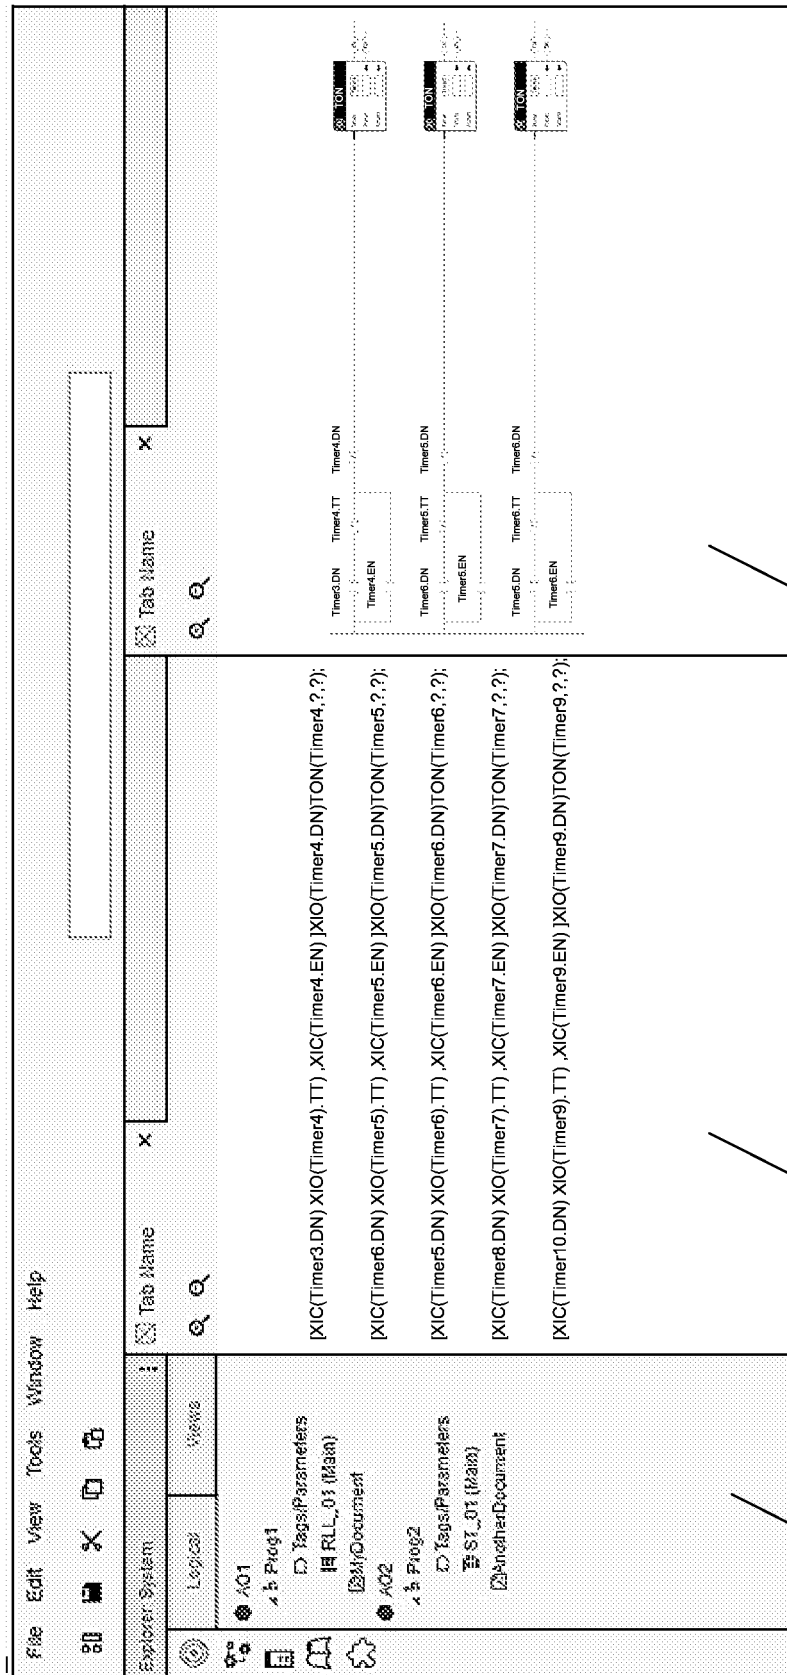 File Edit View Tools Window Help
Explorer System
Logical Views
A01
Prog1
Tags/Parameters
RLL_01 (Main)
MyDocument
A02
Prog2
Tags/Parameters
ST_01 (Main)
AnotherDocument
Tab Name X
[XIC(Timer3.DN) XIO(Timer4).TT) ,XIC(Timer4.EN) ]XIO(Timer4.DN)TON(Timer4,?,?);
[XIC(Timer6.DN) XIO(Timer5).TT) ,XIC(Timer5.EN) ]XIO(Timer5.DN)TON(Timer5,?,?);
[XIC(Timer5.DN) XIO(Timer6).TT) ,XIC(Timer6.EN) ]XIO(Timer6.DN)TON(Timer6,?,?);
[XIC(Timer8.DN) XIO(Timer7).TT) ,XIC(Timer7.EN) ]XIO(Timer7.DN)TON(Timer7,?,?);
[XIC(Timer10.DN) XIO(Timer9).TT) ,XIC(Timer9.EN) ]XIO(Timer9.DN)TON(Timer9,?,?);
Tab Name X
Timer3.DN Timer4.TT Timer4.DN
TON
Timer4.EN
Timer6.DN Timer5.TT Timer5.DN
TON
Timer5.EN
Timer5.DN Timer6.TT Timer6.DN
TON
Timer6.EN